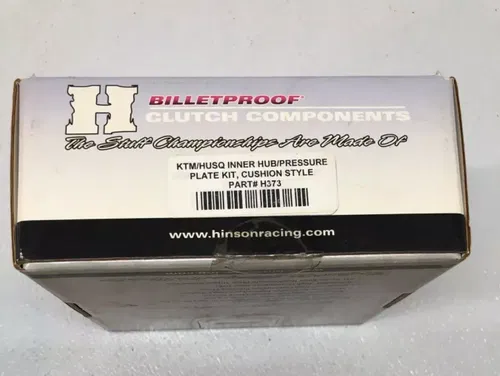 H
BILLETPROOF®
CLUTCH COMPONENTS
The Stuff Championships Are Made Of
KTM/HUSQ INNER HUB/PRESSURE
PLATE KIT, CUSHION STYLE
PART# H373
www.hinsonracing.com